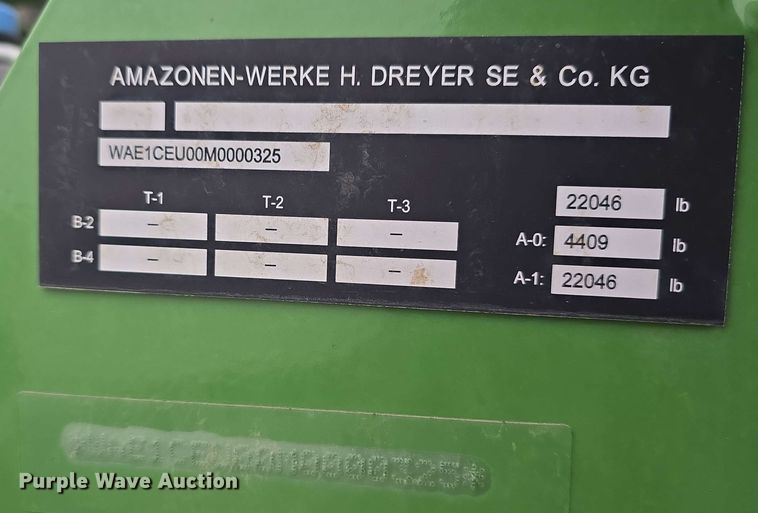 AMAZONEN-WERKE H. DREYER SE & Co. KG
WAE1CEU00M0000325
T-1 T-2 T-3 22046 lb
B-2 – – – A-0: 4409 lb
B-4 – – – A-1: 22046 lb
*WAE1CEU00M0000325*
Purple Wave Auction